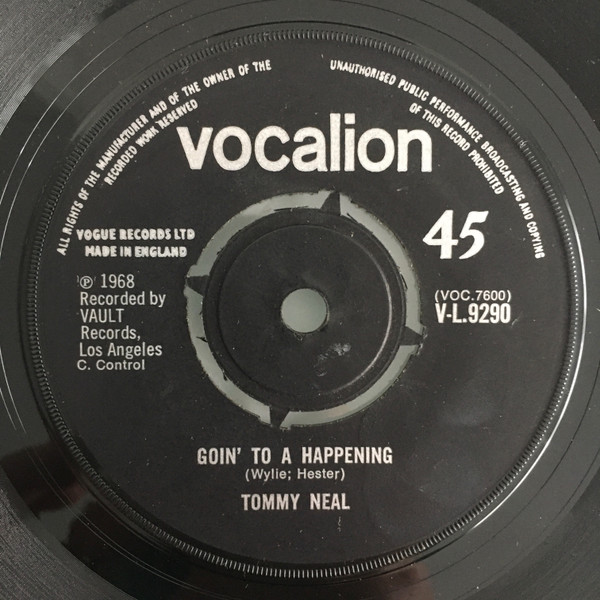 ALL RIGHTS OF THE MANUFACTURER AND OF THE OWNER OF THE
RECORDED WORK RESERVED
UNAUTHORISED PUBLIC PERFORMANCE BROADCASTING AND COPYING
OF THIS RECORD PROHIBITED
vocalion
VOGUE RECORDS LTD
MADE IN ENGLAND
45
℗ 1968
Recorded by
VAULT
Records,
Los Angeles
C. Control
(VOC.7600)
V-L.9290
GOIN' TO A HAPPENING
(Wylie; Hester)
TOMMY NEAL